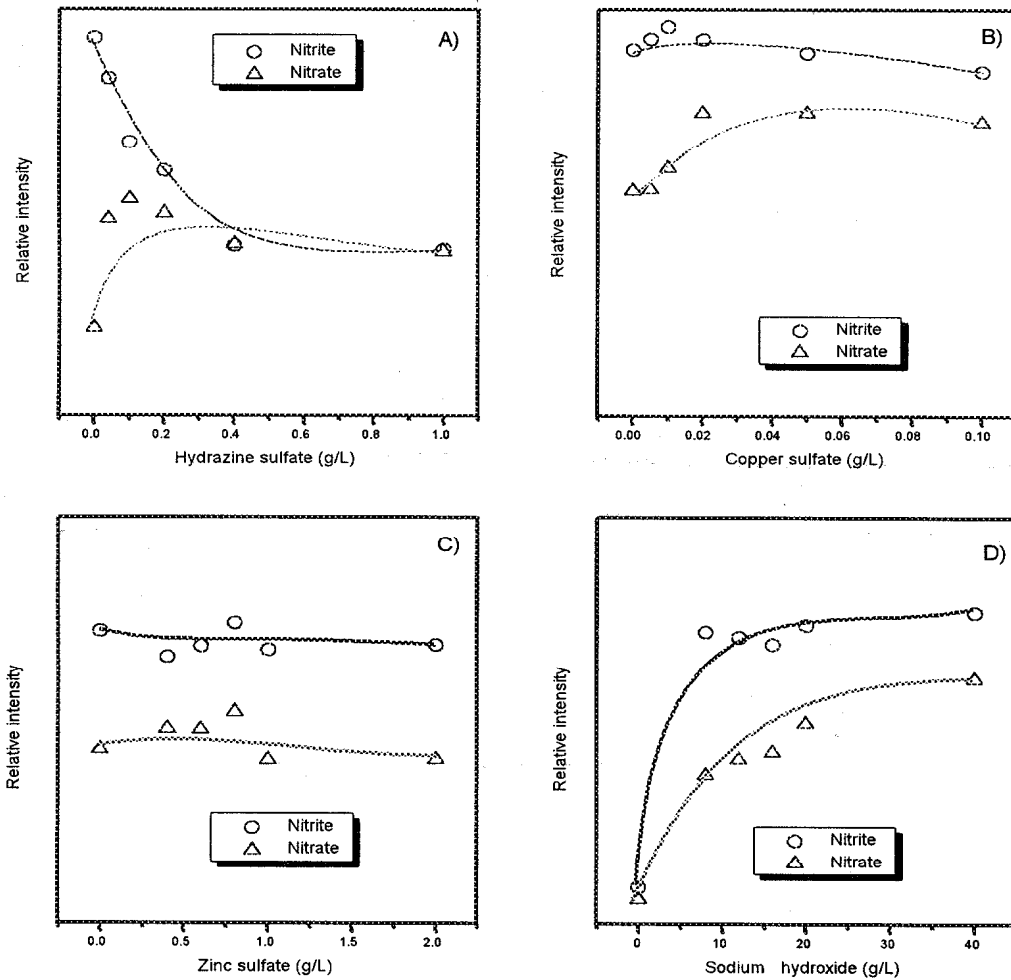 A)
Nitrite
Nitrate
Relative intensity
0.0 0.2 0.4 0.6 0.8 1.0
Hydrazine sulfate (g/L)
B)
Nitrite
Nitrate
Relative intensity
0.00 0.02 0.04 0.06 0.08 0.10
Copper sulfate (g/L)
C)
Nitrite
Nitrate
Relative intensity
0.0 0.5 1.0 1.5 2.0
Zinc sulfate (g/L)
D)
Nitrite
Nitrate
Relative intensity
0 10 20 30 40
Sodium hydroxide (g/L)